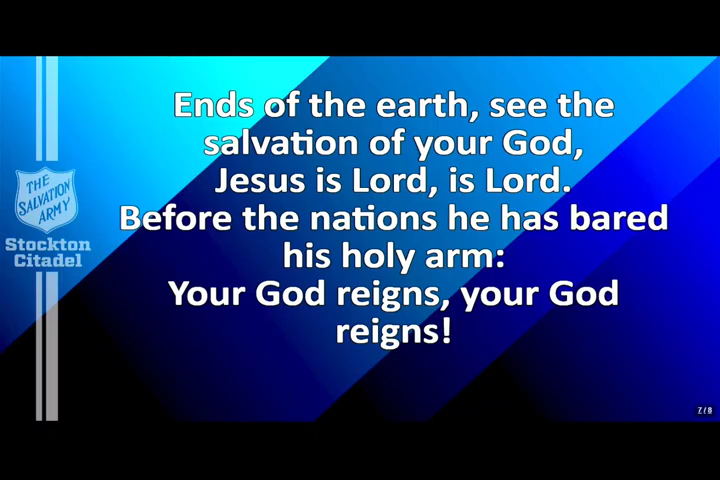 Ends of the earth, see the
salvation of your God,
Jesus is Lord, is Lord.
Before the nations he has bared
his holy arm:
Your God reigns, your God
reigns!
THE
SALVATION
ARMY
Stockton
Citadel
7/8